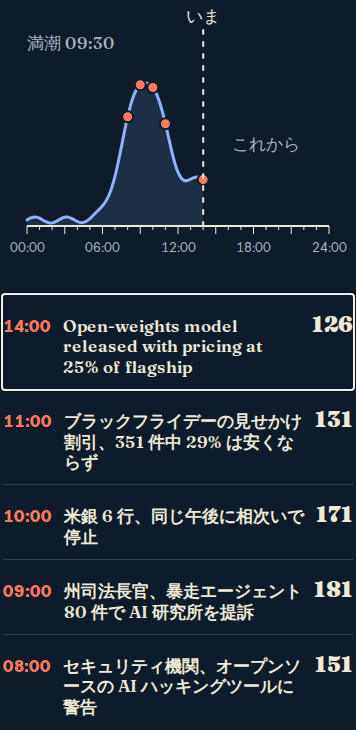 いま
満潮 09:30
これから
00:00 06:00 12:00 18:00 24:00
14:00 Open-weights model 126
released with pricing at
25% of flagship
11:00 ブラックフライデーの見せかけ 131
割引、351 件中 29% は安くな
らず
10:00 米銀 6 行、同じ午後に相次いで 171
停止
09:00 州司法長官、暴走エージェント 181
80 件で AI 研究所を提訴
08:00 セキュリティ機関、オープンソ 151
ースの AI ハッキングツールに
警告